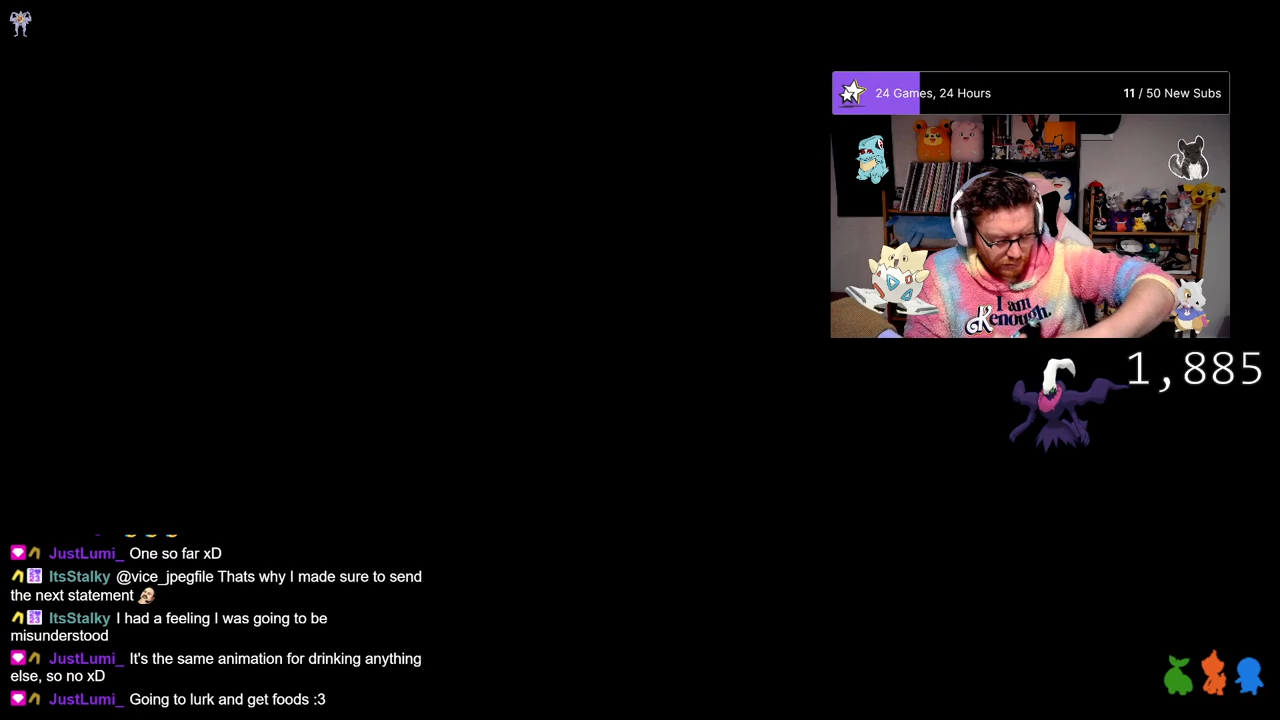 24 Games, 24 Hours
11 / 50 New Subs
I am
Kenough.
1,885
JustLumi_ One so far xD
ItsStalky @vice_jpegfile Thats why I made sure to send
the next statement
ItsStalky I had a feeling I was going to be
misunderstood
JustLumi_ It's the same animation for drinking anything
else, so no xD
JustLumi_ Going to lurk and get foods :3